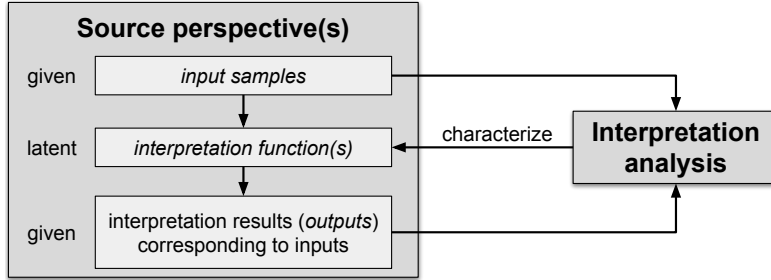 Source perspective(s)
given
input samples
latent
interpretation function(s)
given
interpretation results (outputs)
corresponding to inputs
characterize
Interpretation
analysis